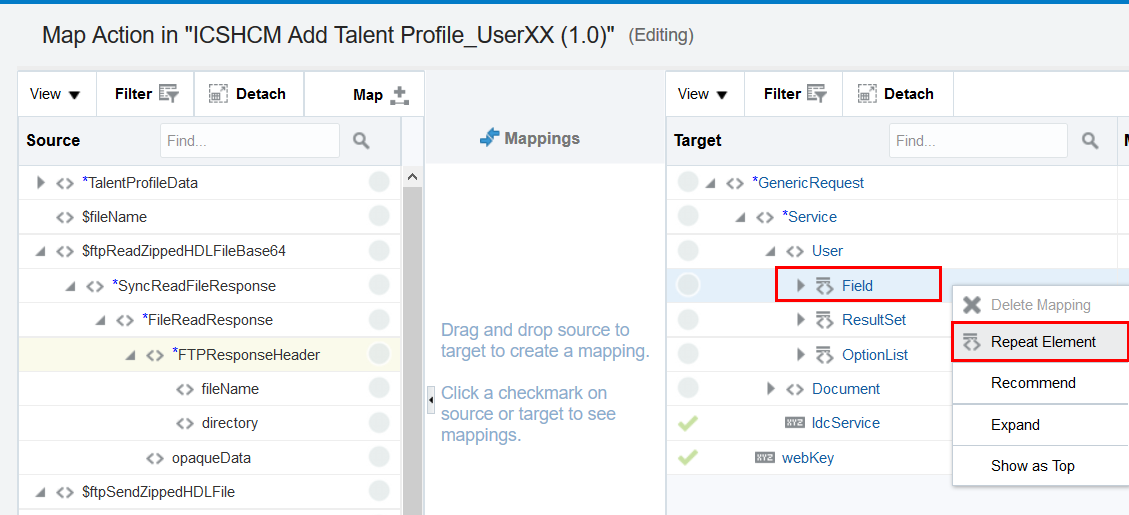 Map Action in "ICSHCM Add Talent Profile_UserXX (1.0)" (Editing)
View Filter Detach Map View Filter Detach
Source Find... Mappings Target Find... M
*TalentProfileData *GenericRequest
$fileName *Service
$ftpReadZippedHDLFileBase64 User
*SyncReadFileResponse Field Delete Mapping
*FileReadResponse Drag and drop source to ResultSet Repeat Element
*FTPResponseHeader target to create a mapping. OptionList
fileName Click a checkmark on Document Recommend
directory source or target to see IdcService Expand
opaqueData mappings. webKey Show as Top
$ftpSendZippedHDLFile